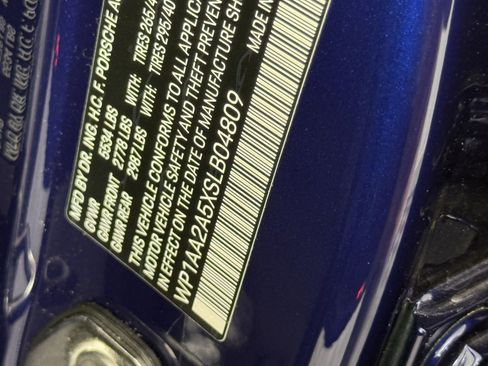 MFD BY DR. ING. H.C. F. PORSCHE AG
GVWR 5534 LBS
GAWR FRONT 2778 LBS WITH: TIRES 265/4
GAWR REAR 2987 LBS WITH: TIRES 295/40
THIS VEHICLE CONFORMS TO ALL APPLICA
MOTOR VEHICLE SAFETY AND THEFT PREVEN
IN EFFECT ON THE DATE OF MANUFACTURE SH
WP1AA2A5XSLB04809 MADE IN